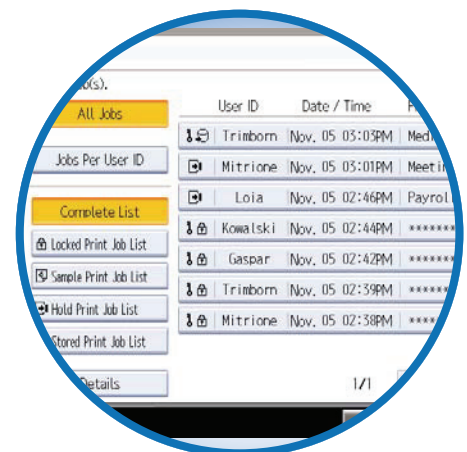 All Jobs
Jobs Per User ID
Complete List
Locked Print Job List
Sample Print Job List
Hold Print Job List
Stored Print Job List
Details
User ID Date / Time
Trimborn Nov. 05 03:03PM
Mitrione Nov. 05 03:01PM
Loia Nov. 05 02:46PM
Kowalski Nov. 05 02:44PM *******
Gaspar Nov. 05 02:42PM *******
Trimborn Nov. 05 02:39PM ****
Mitrione Nov. 05 02:38PM ****
1/1